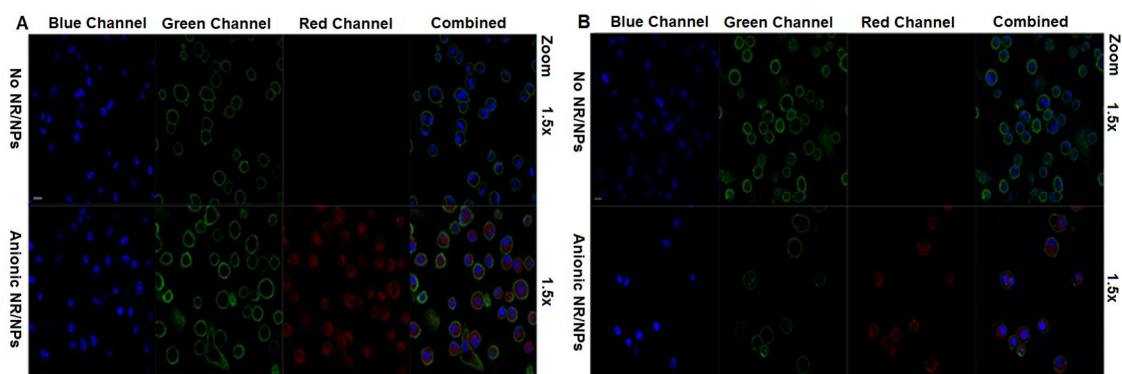 A
Blue Channel Green Channel Red Channel Combined
Zoom
No NR/NPs
1.5x
Anionic NR/NPs
1.5x
B
Blue Channel Green Channel Red Channel Combined
Zoom
No NR/NPs
1.5x
Anionic NR/NPs
1.5x